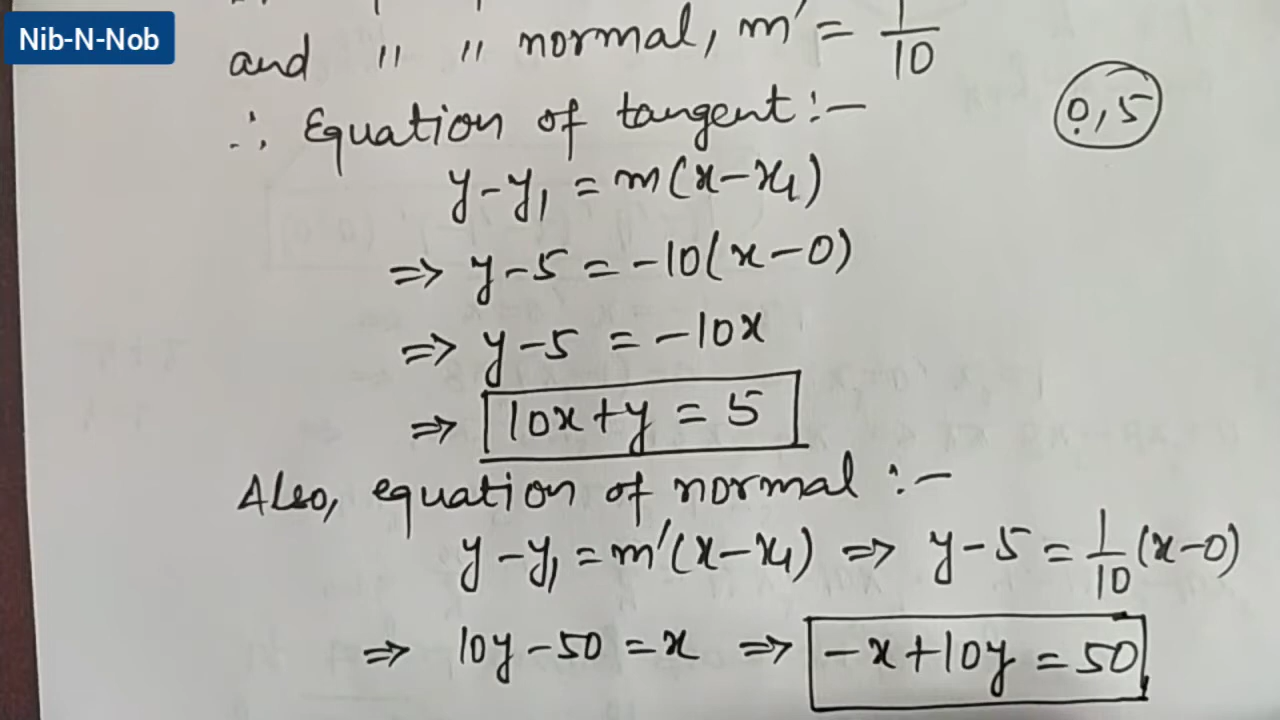 Nib-N-Nob
and " " normal, m' = 1/10
0,5
∴ Equation of tangent :-
y-y₁ = m(x-x₁)
⇒ y-5 = -10(x-0)
⇒ y-5 = -10x
⇒ 10x+y = 5
Also, equation of normal :-
y-y₁ = m'(x-x₁) ⇒ y-5 = 1/10 (x-0)
⇒ 10y-50 = x ⇒ -x+10y = 50